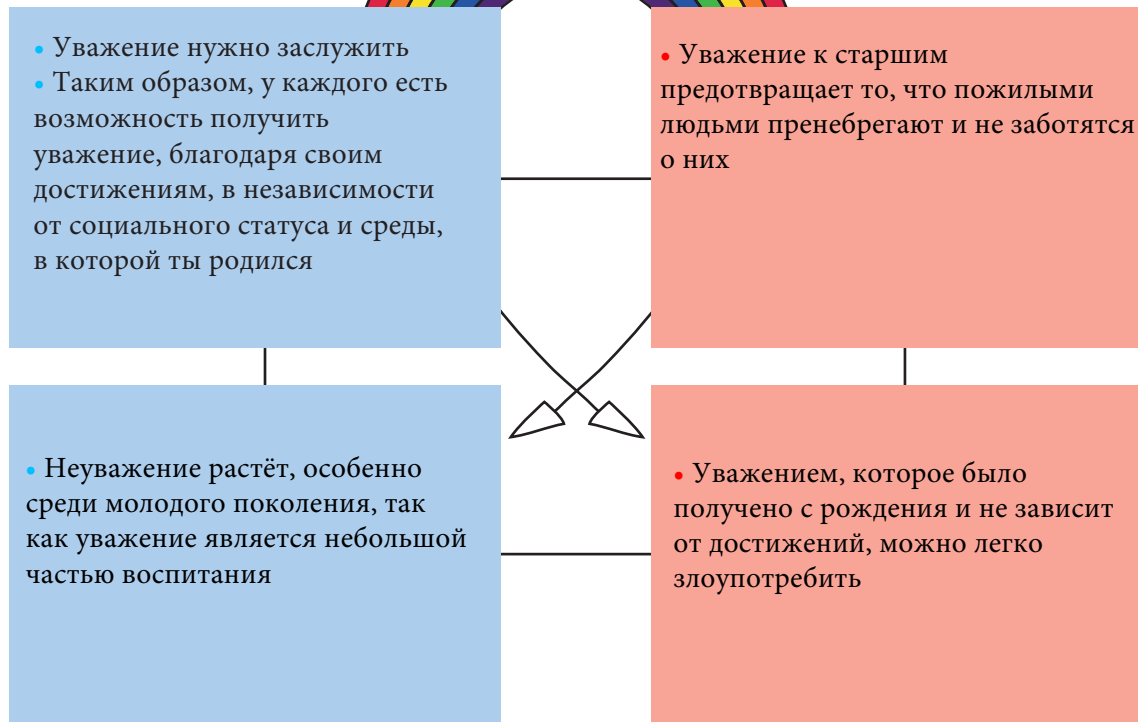 • Уважение нужно заслужить
• Таким образом, у каждого есть
возможность получить
уважение, благодаря своим
достижениям, в независимости
от социального статуса и среды,
в которой ты родился
• Уважение к старшим
предотвращает то, что пожилыми
людьми пренебрегают и не заботятся
о них
• Неуважение растёт, особенно
среди молодого поколения, так
как уважение является небольшой
частью воспитания
• Уважением, которое было
получено с рождения и не зависит
от достижений, можно легко
злоупотребить